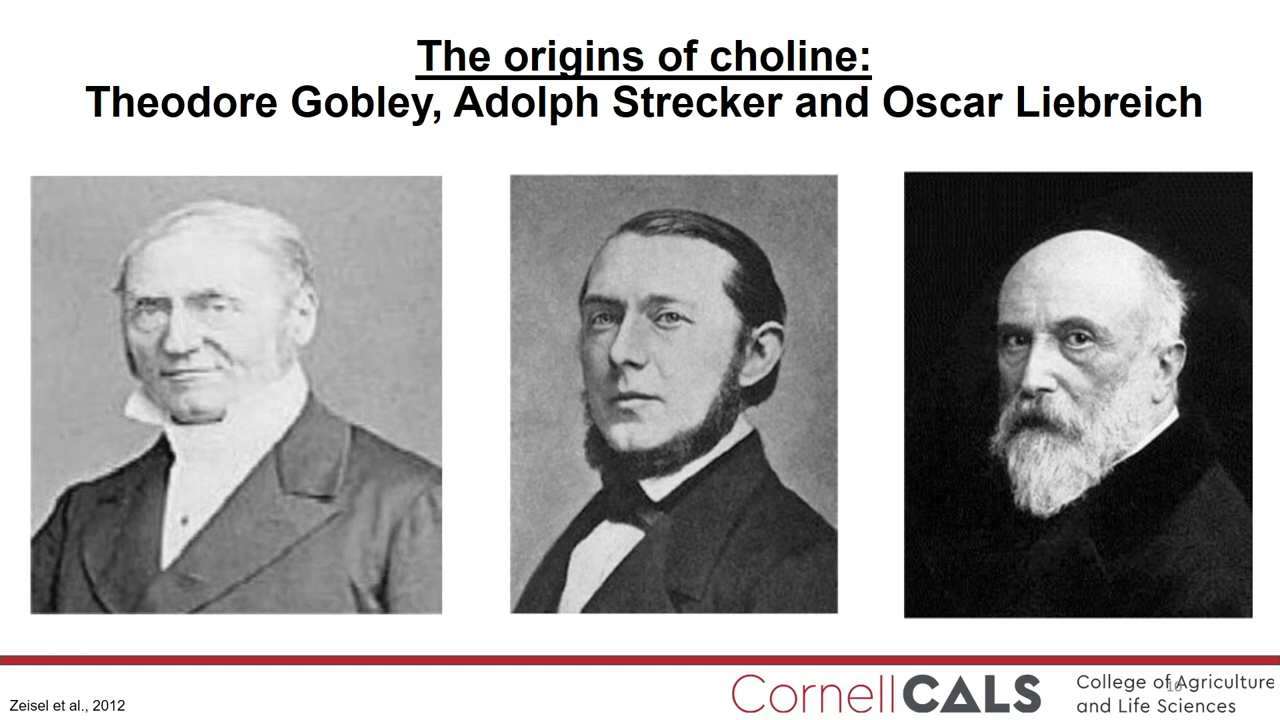 The origins of choline:
Theodore Gobley, Adolph Strecker and Oscar Liebreich
Zeisel et al., 2012
CornellCALS
College of Agriculture
and Life Sciences
10